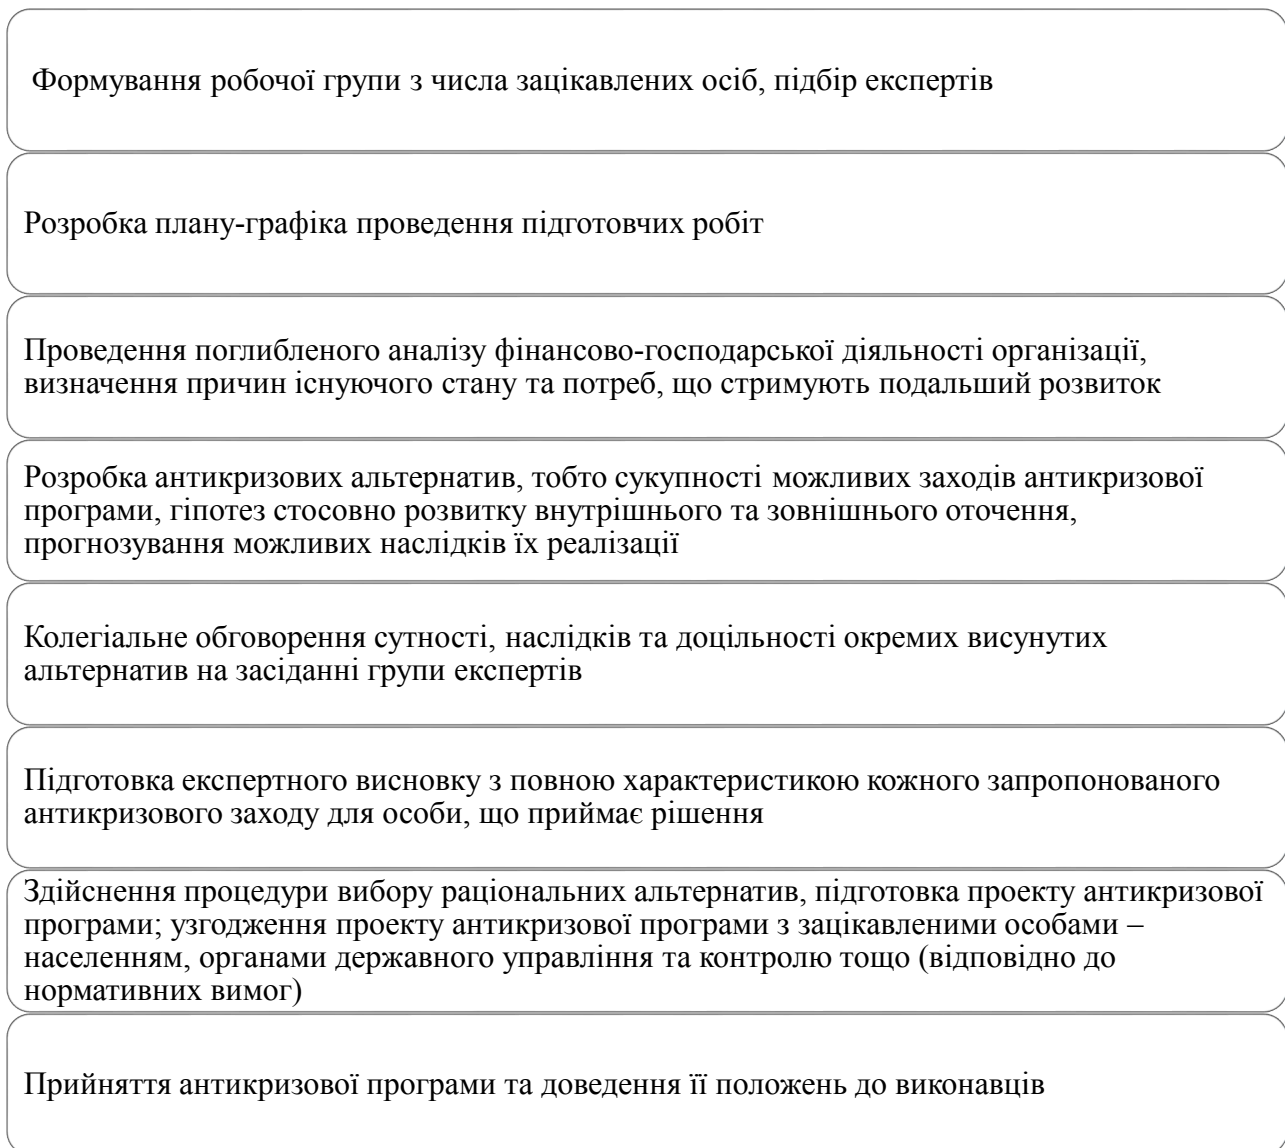 Формування робочої групи з числа зацікавлених осіб, підбір експертів
Розробка плану-графіка проведення підготовчих робіт
Проведення поглибленого аналізу фінансово-господарської діяльності організації,
визначення причин існуючого стану та потреб, що стримують подальший розвиток
Розробка антикризових альтернатив, тобто сукупності можливих заходів антикризової
програми, гіпотез стосовно розвитку внутрішнього та зовнішнього оточення,
прогнозування можливих наслідків їх реалізації
Колегіальне обговорення сутності, наслідків та доцільності окремих висунутих
альтернатив на засіданні групи експертів
Підготовка експертного висновку з повною характеристикою кожного запропонованого
антикризового заходу для особи, що приймає рішення
Здійснення процедури вибору раціональних альтернатив, підготовка проекту антикризової
програми; узгодження проекту антикризової програми з зацікавленими особами –
населенням, органами державного управління та контролю тощо (відповідно до
нормативних вимог)
Прийняття антикризової програми та доведення її положень до виконавців